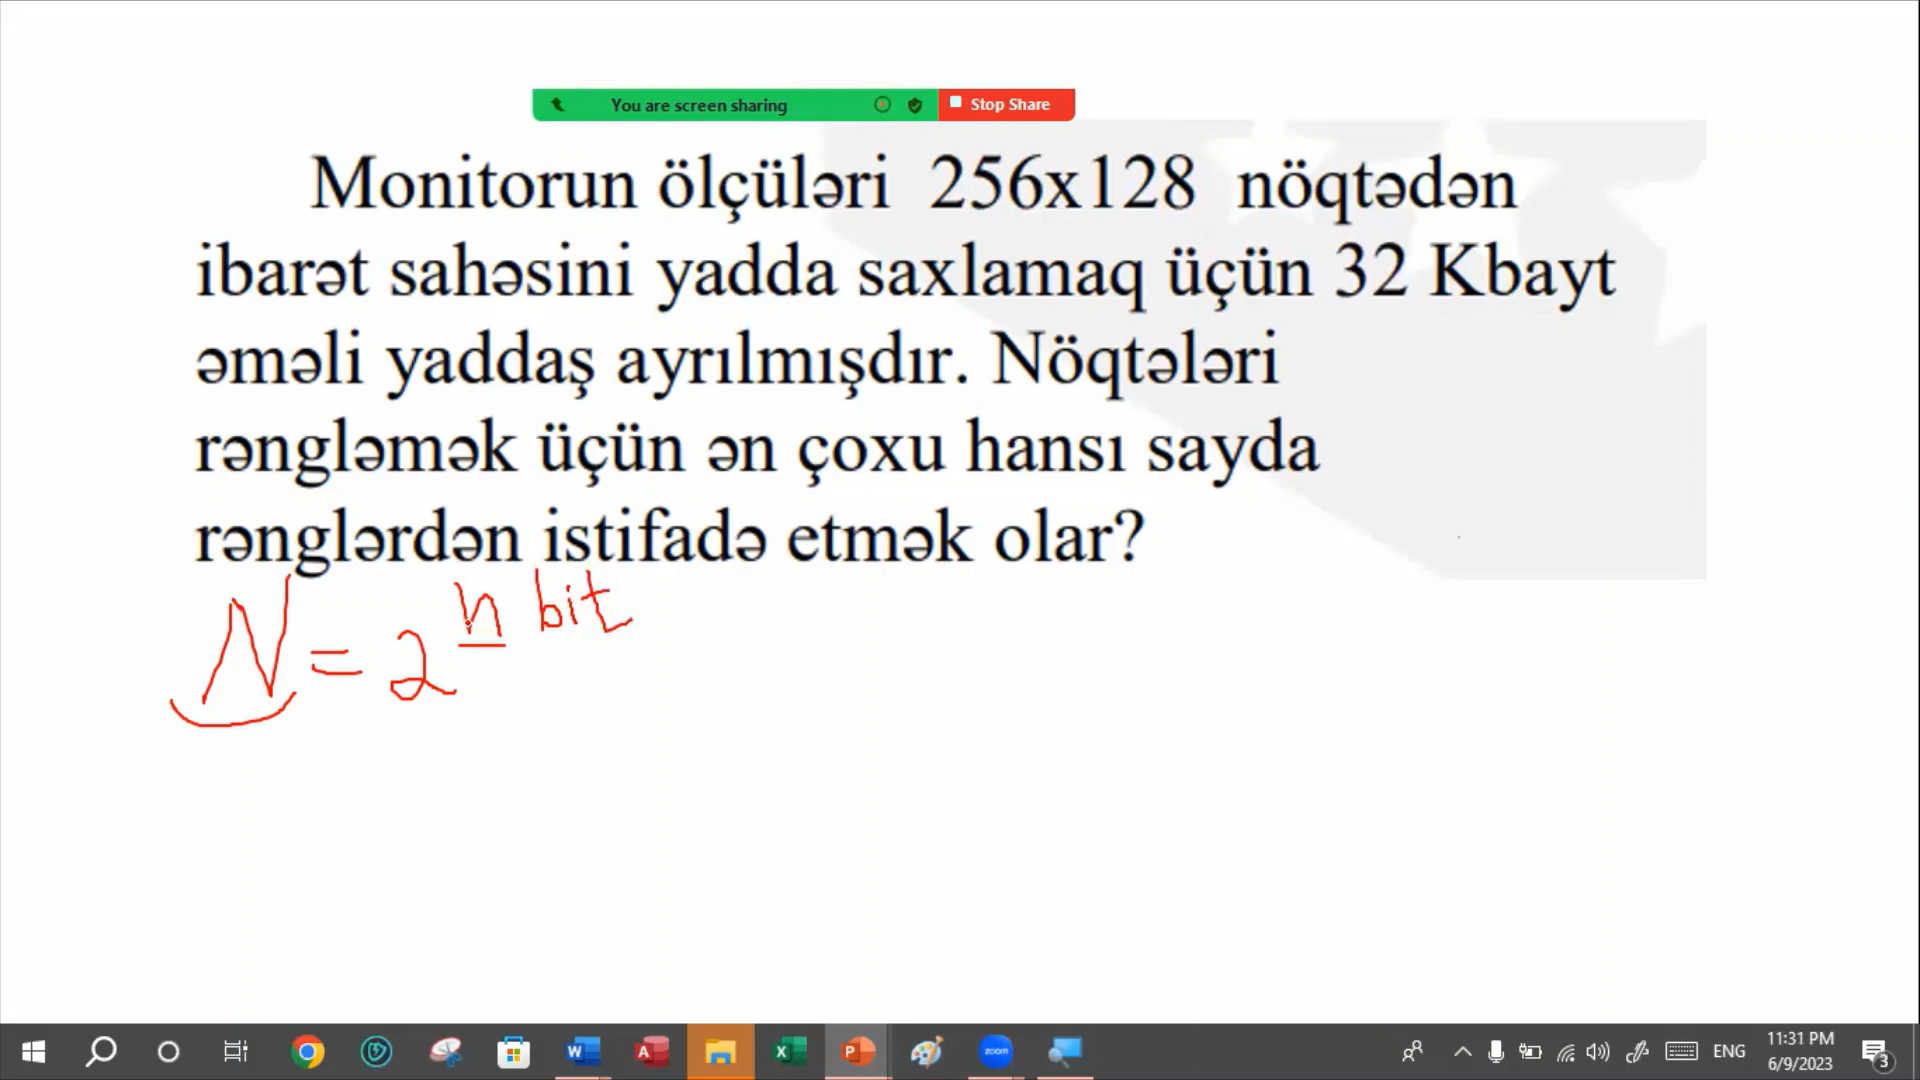 You are screen sharing
Stop Share
Monitorun ölçüləri 256x128 nöqtədən
ibarət sahəsini yadda saxlamaq üçün 32 Kbayt
əməli yaddaş ayrılmışdır. Nöqtələri
rəngləmək üçün ən çoxu hansı sayda
rənglərdən istifadə etmək olar?
N = 2^n bit
W A X P zoom ENG 11:31 PM
6/9/2023 3